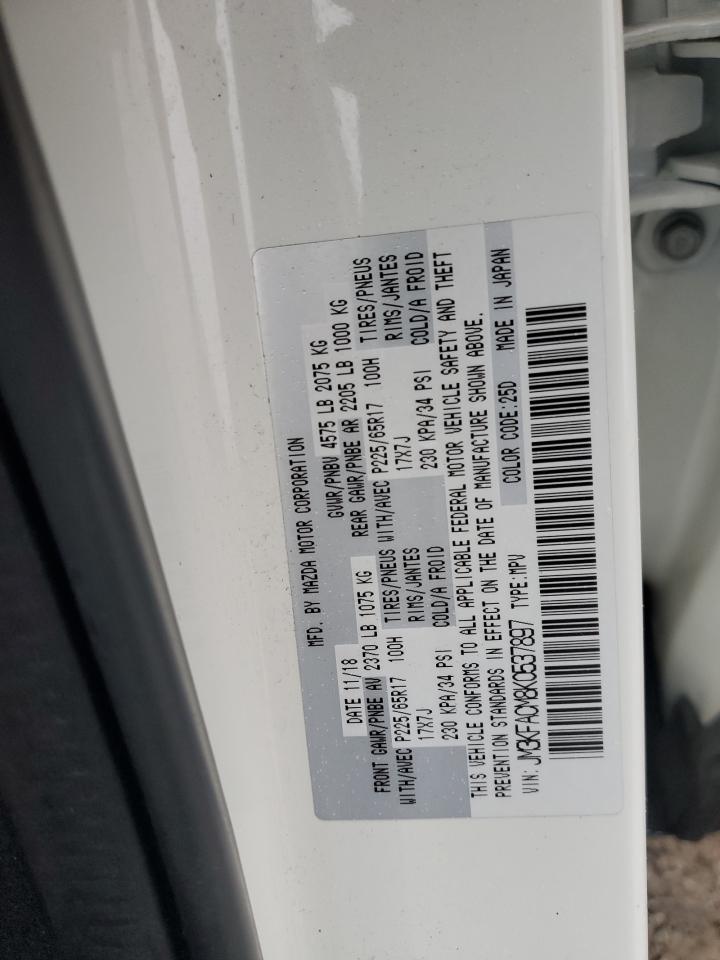 MFD. BY MAZDA MOTOR CORPORATION
DATE 11/18 GVWR/PNBV 4575 LB 2075 KG
FRONT GAWR/PNBE AV 2370 LB 1075 KG REAR GAWR/PNBE AR 2205 LB 1000 KG
WITH/AVEC P225/65R17 100H TIRES/PNEUS WITH/AVEC P225/65R17 100H TIRES/PNEUS
17X7J RIMS/JANTES 17X7J RIMS/JANTES
230 KPA/34 PSI COLD/A FROID 230 KPA/34 PSI COLD/A FROID
THIS VEHICLE CONFORMS TO ALL APPLICABLE FEDERAL MOTOR VEHICLE SAFETY AND THEFT
PREVENTION STANDARDS IN EFFECT ON THE DATE OF MANUFACTURE SHOWN ABOVE.
VIN: JM3KFACM8K0537897 TYPE:MPV COLOR CODE:25D MADE IN JAPAN